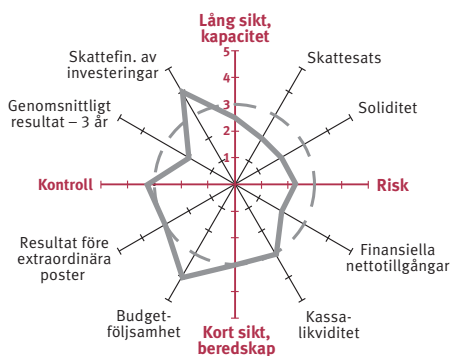 Lång sikt,
kapacitet
Skattefin. av
investeringar
Skattesats
Genomsnittligt
resultat – 3 år
Soliditet
5
4
3
2
1
Kontroll
Risk
Resultat före
extraordinära
poster
Finansiella
nettotillgångar
Budget-
följsamhet
Kassa-
likviditet
Kort sikt,
beredskap